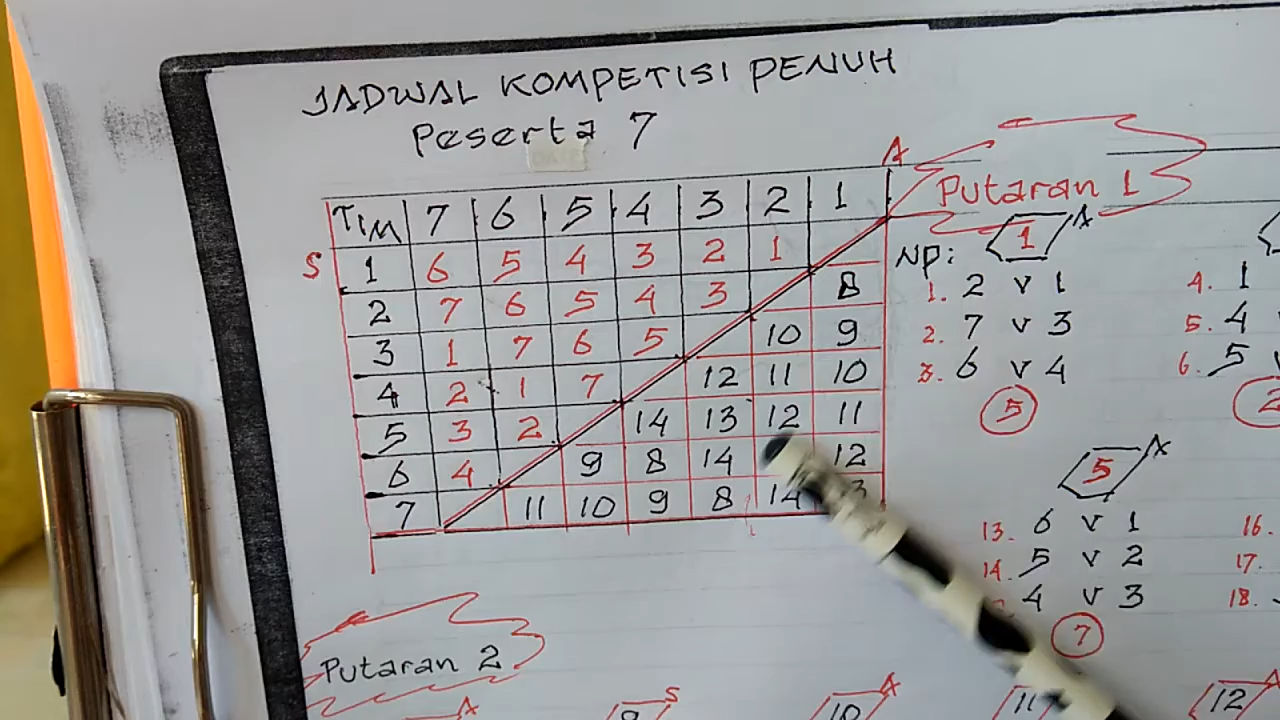 JADWAL KOMPETISI PENUH
Peserta 7
A
TIM 7 6 5 4 3 2 1
S
1 6 5 4 3 2 1
2 7 6 5 4 3 8
3 1 7 6 5 10 9
4 2 1 7 12 11 10
5 3 2 14 13 12 11
6 4 9 8 14 12
7 11 10 9 8 14
Putaran 1
NP: 1 A
1. 2 v 1
2. 7 v 3
3. 6 v 4
5
4. 1
5. 4
6. 5
2
5 A
13. 6 v 1
14. 5 v 2
4 v 3
7
16.
17.
18.
Putaran 2
A
9 S
10 A
11
12 A